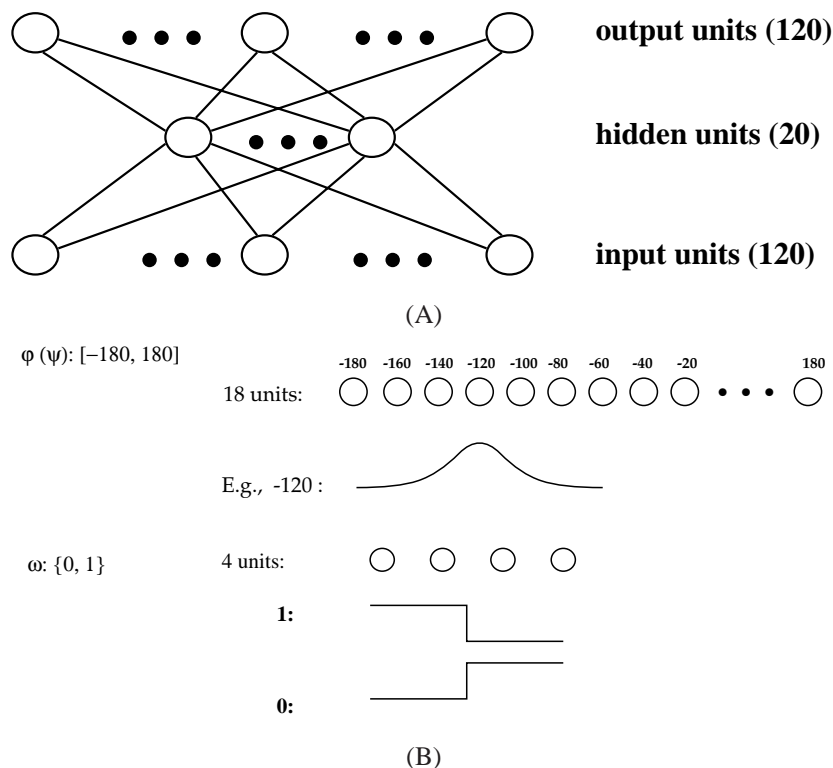 output units (120)
hidden units (20)
input units (120)
(A)
φ (ψ): [−180, 180]
-180 -160 -140 -120 -100 -80 -60 -40 -20 180
18 units:
E.g., -120 :
ω: {0, 1}
4 units:
1:
0:
(B)